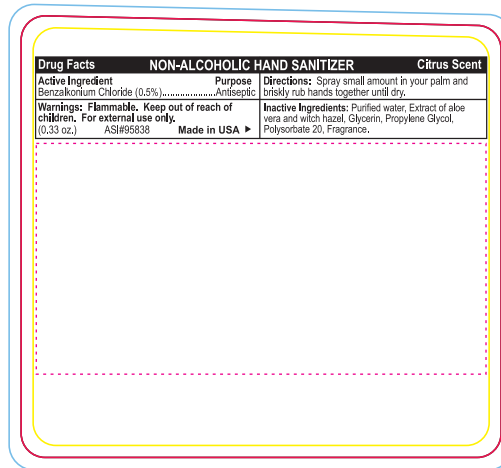 Drug Facts NON-ALCOHOLIC HAND SANITIZER Citrus Scent
Active Ingredient Purpose
Benzalkonium Chloride (0.5%).....................Antiseptic
Warnings: Flammable. Keep out of reach of
children. For external use only.
(0.33 oz.) ASI#95838 Made in USA ►
Directions: Spray small amount in your palm and
briskly rub hands together until dry.
Inactive Ingredients: Purified water, Extract of aloe
vera and witch hazel, Glycerin, Propylene Glycol,
Polysorbate 20, Fragrance.